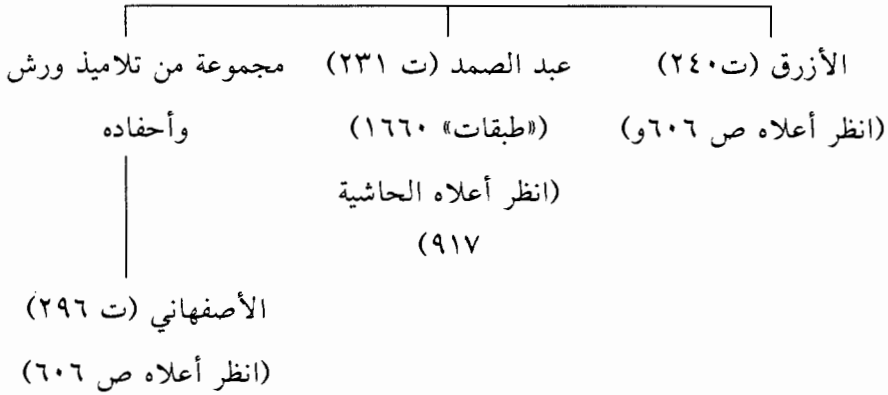 الأزرق (ت٢٤٠)
(انظر أعلاه ص ٦٠٦و)
عبد الصمد (ت ٢٣١)
(«طبقات» ١٦٦٠)
(انظر أعلاه الحاشية
٩١٧)
مجموعة من تلاميذ ورش
وأحفاده
الأصفهاني (ت ٢٩٦)
(انظر أعلاه ص ٦٠٦)